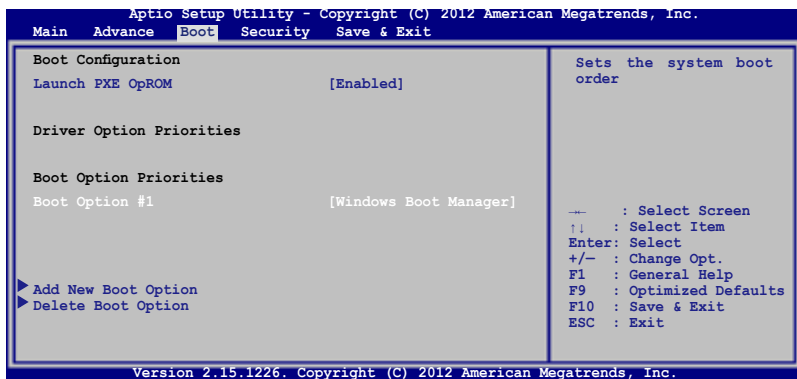 Aptio Setup Utility - Copyright (C) 2012 American Megatrends, Inc.
Main Advance Boot Security Save & Exit
Boot Configuration
Launch PXE OpROM [Enabled]
Driver Option Priorities
Boot Option Priorities
Boot Option #1 [Windows Boot Manager]
Add New Boot Option
Delete Boot Option
Sets the system boot
order
→← : Select Screen
↑↓ : Select Item
Enter: Select
+/— : Change Opt.
F1 : General Help
F9 : Optimized Defaults
F10 : Save & Exit
ESC : Exit
Version 2.15.1226. Copyright (C) 2012 American Megatrends, Inc.